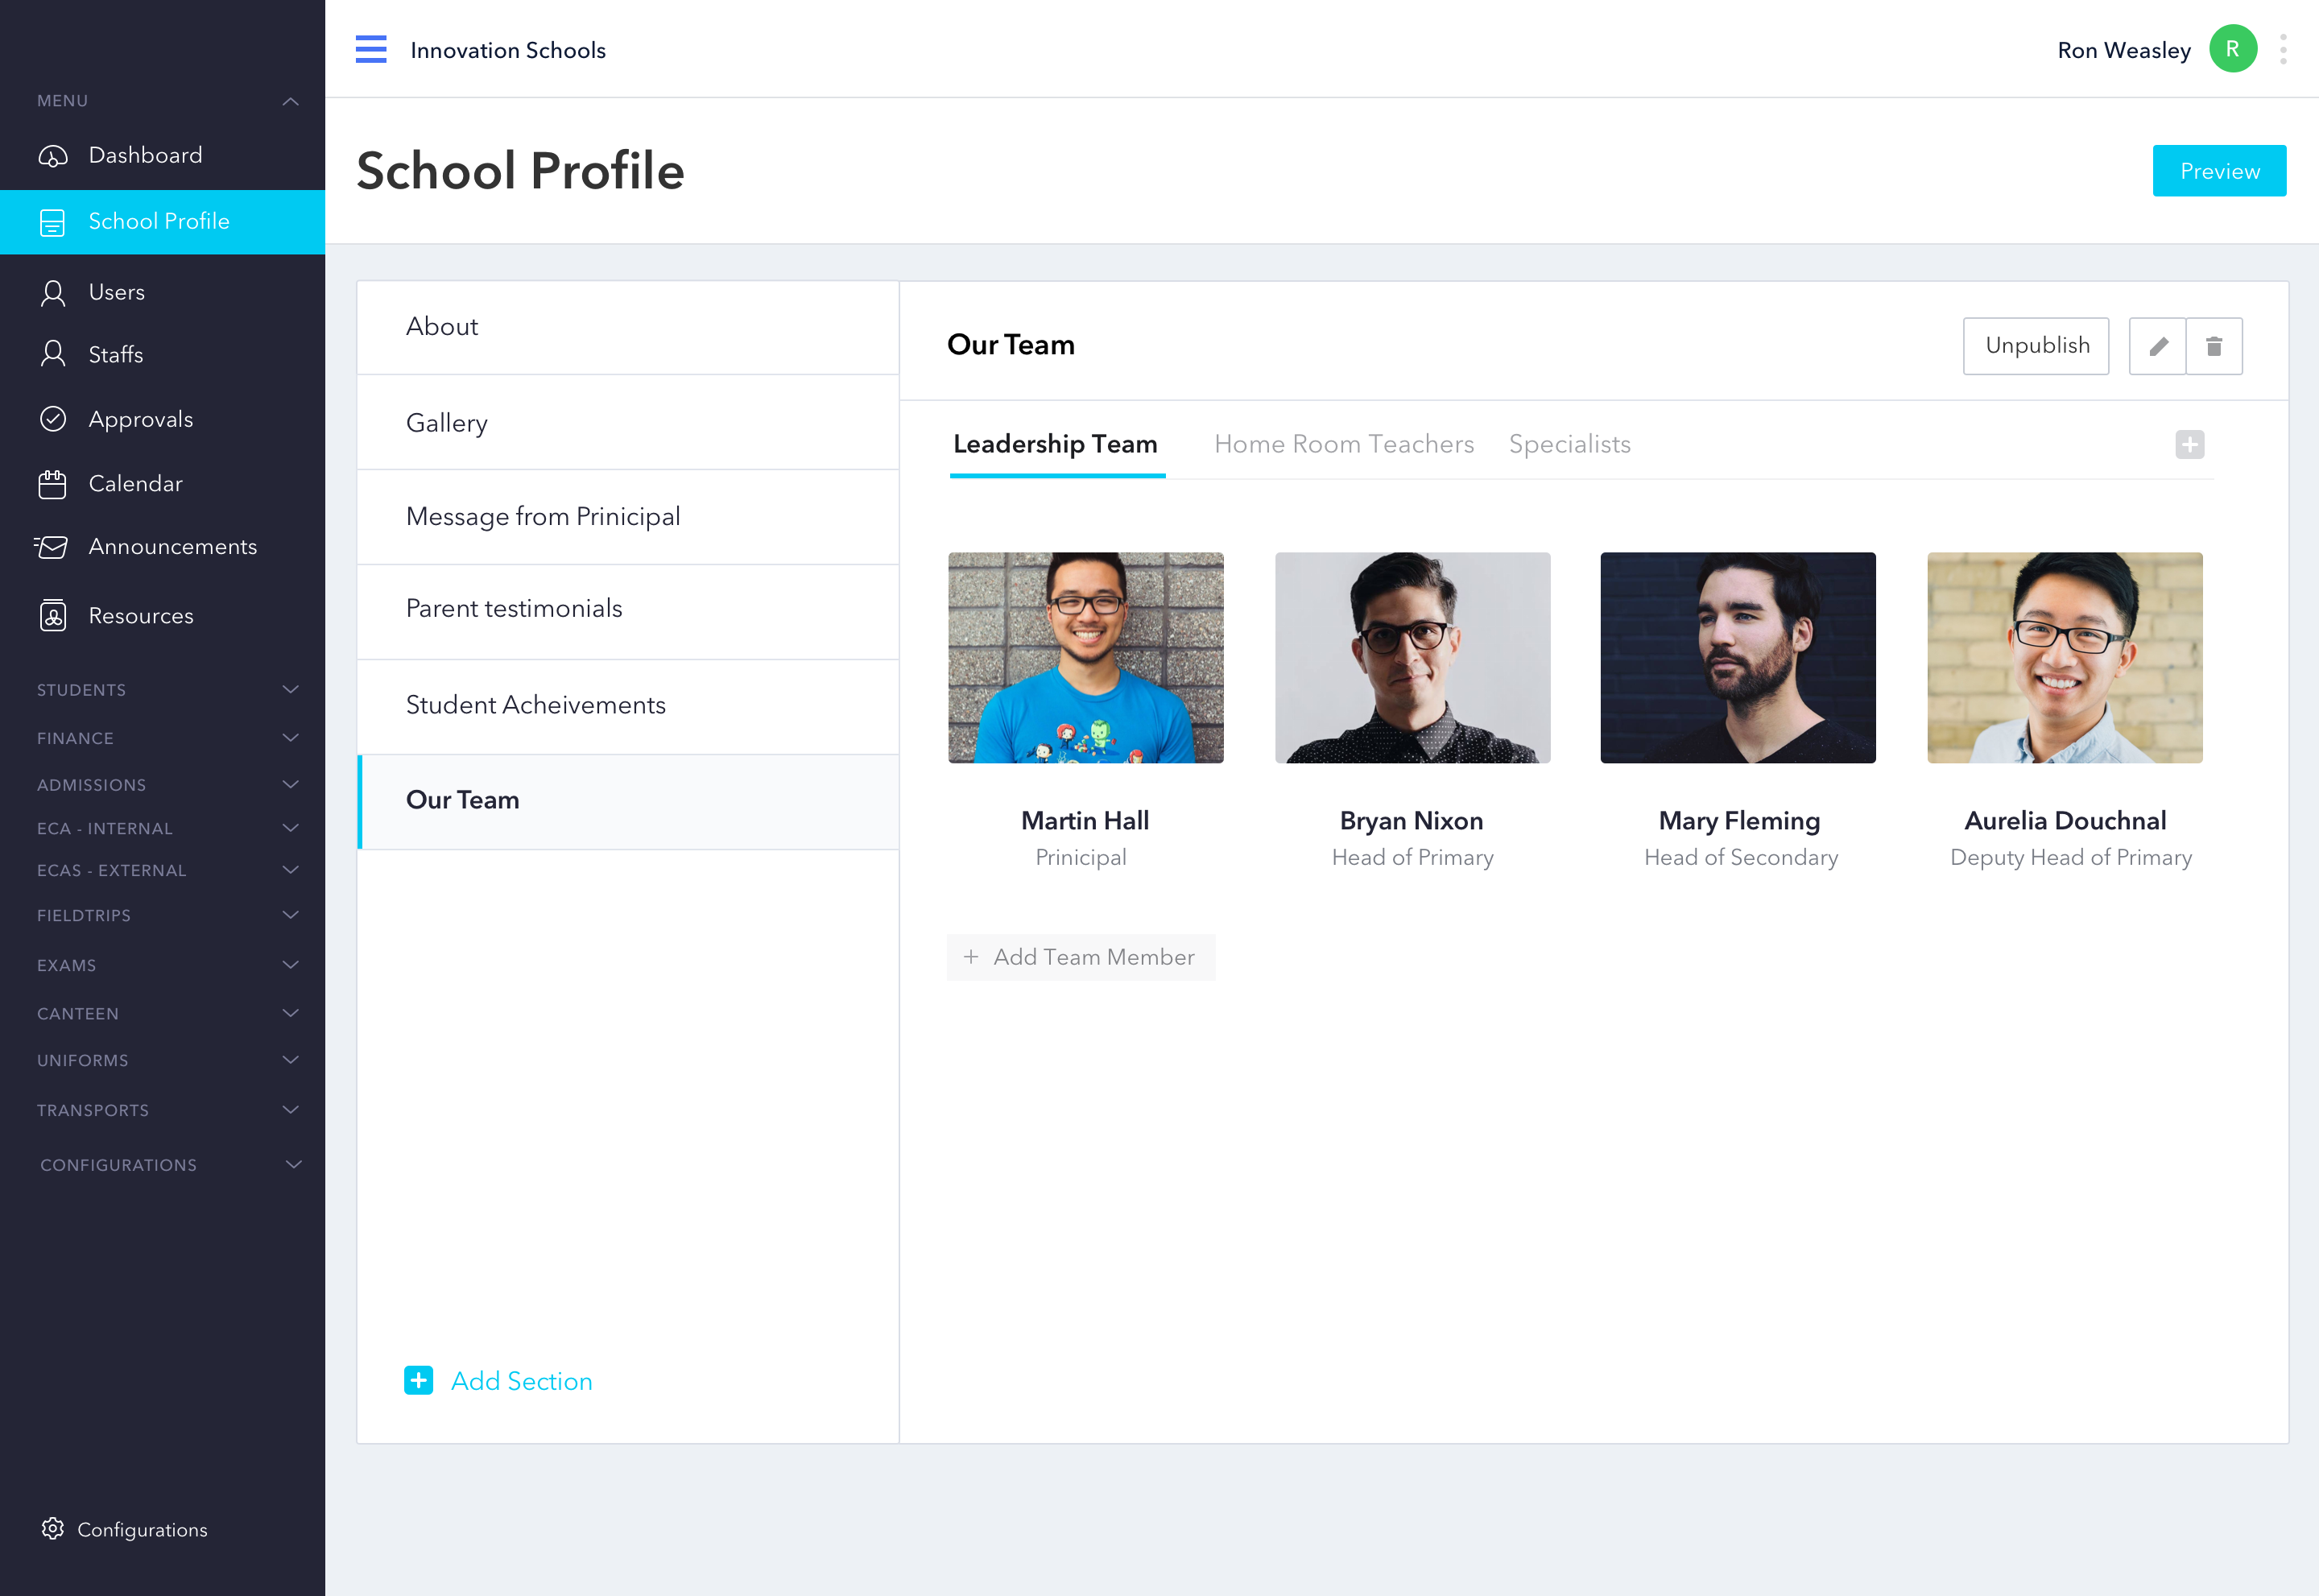 Innovation Schools
Ron Weasley
R
MENU
Dashboard
School Profile
Users
Staffs
Approvals
Calendar
Announcements
Resources
STUDENTS
FINANCE
ADMISSIONS
ECA - INTERNAL
ECAS - EXTERNAL
FIELDTRIPS
EXAMS
CANTEEN
UNIFORMS
TRANSPORTS
CONFIGURATIONS
Configurations
School Profile
Preview
About
Gallery
Message from Prinicipal
Parent testimonials
Student Acheivements
Our Team
Add Section
Our Team
Unpublish
Leadership Team
Home Room Teachers
Specialists
Martin Hall
Prinicipal
Bryan Nixon
Head of Primary
Mary Fleming
Head of Secondary
Aurelia Douchnal
Deputy Head of Primary
+ Add Team Member